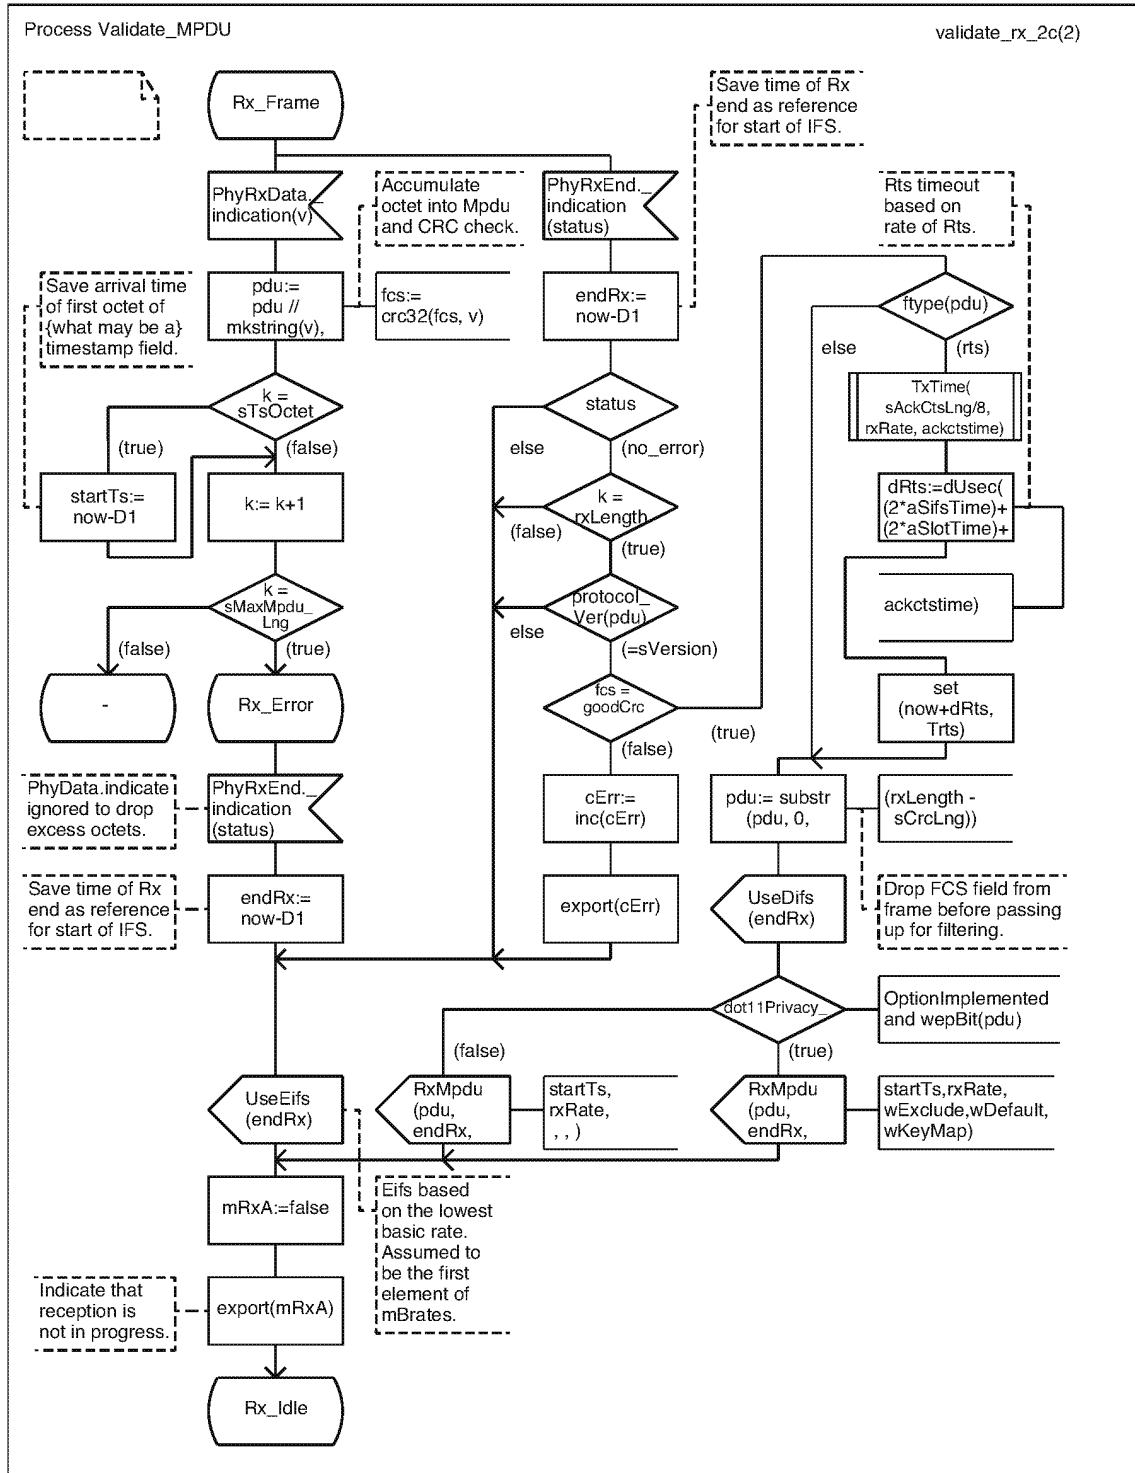 Process Validate_MPDU
validate_rx_2c(2)
Rx_Frame
Save time of Rx
end as reference
for start of IFS.
PhyRxData._
indication(v)
Accumulate
octet into Mpdu
and CRC check.
PhyRxEnd._
indication
(status)
Rts timeout
based on
rate of Rts.
Save arrival time
of first octet of
{what may be a}
timestamp field.
pdu:=
pdu //
mkstring(v),
fcs:=
crc32(fcs, v)
endRx:=
now-D1
ftype(pdu)
else
(rts)
k =
sTsOctet
(true)
(false)
status
else
(no_error)
TxTime(
sAckCtsLng/8,
rxRate, ackctstime)
startTs:=
now-D1
k:= k+1
k =
rxLength
(false)
(true)
dRts:=dUsec(
(2*aSifsTime)+
(2*aSlotTime)+
ackctstime)
k =
sMaxMpdu_
Lng
(false)
(true)
protocol_
Ver(pdu)
else
(=sVersion)
-
Rx_Error
fcs =
goodCrc
(false)
(true)
set
(now+dRts,
Trts)
PhyData.indicate
ignored to drop
excess octets.
PhyRxEnd._
indication
(status)
cErr:=
inc(cErr)
pdu:= substr
(pdu, 0,
(rxLength -
sCrcLng))
Save time of Rx
end as reference
for start of IFS.
endRx:=
now-D1
export(cErr)
UseDifs
(endRx)
Drop FCS field from
frame before passing
up for filtering.
dot11Privacy_
OptionImplemented
and wepBit(pdu)
(false)
(true)
UseEifs
(endRx)
RxMpdu
(pdu,
endRx,
startTs,
rxRate,
, , )
RxMpdu
(pdu,
endRx,
startTs,rxRate,
wExclude,wDefault,
wKeyMap)
mRxA:=false
Eifs based
on the lowest
basic rate.
Assumed to
be the first
element of
mBrates.
Indicate that
reception is
not in progress.
export(mRxA)
Rx_Idle